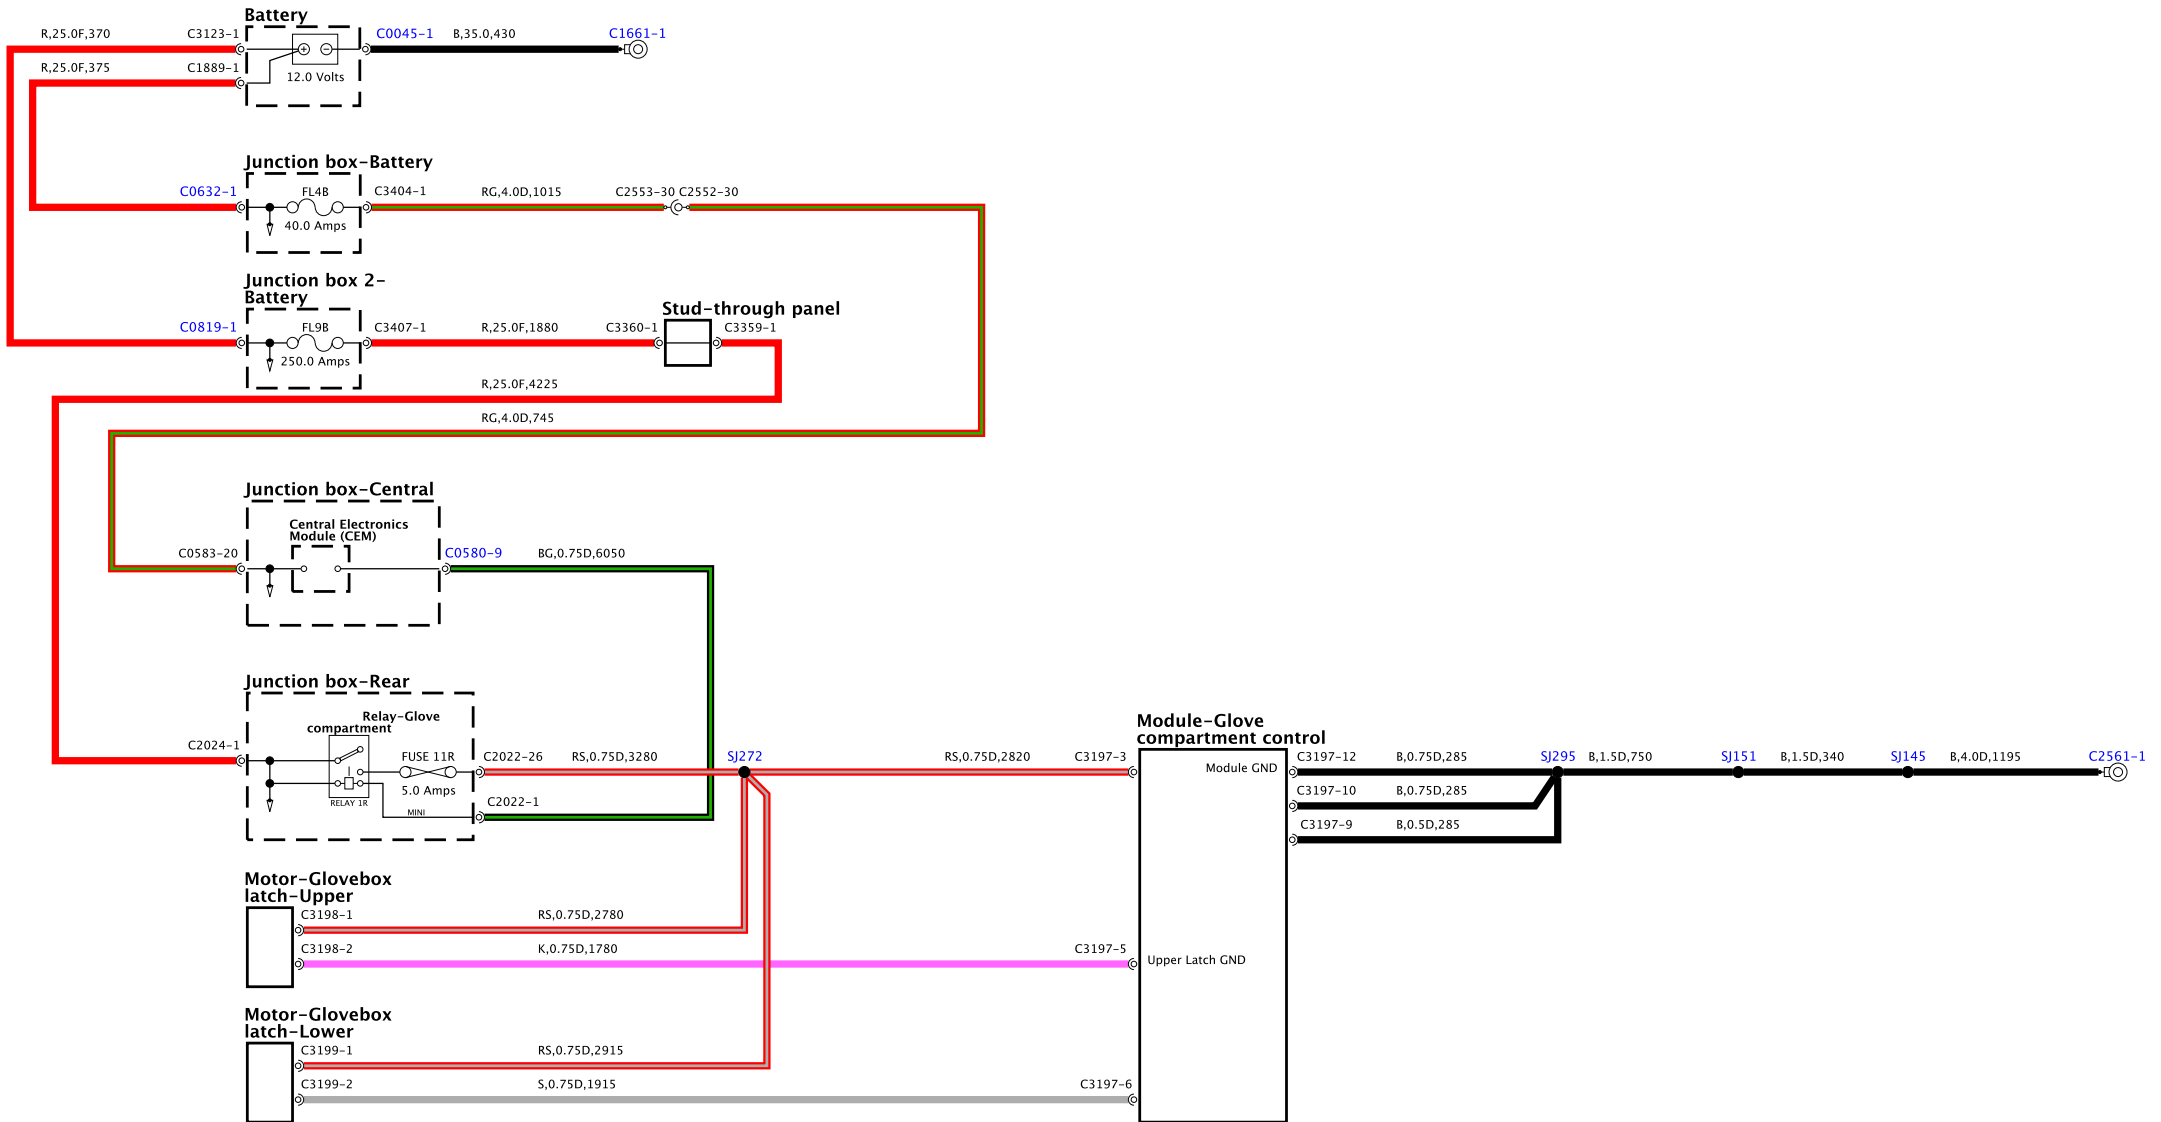 Battery
R,25.0F,370 C3123-1 C0045-1 B,35.0,430 C1661-1
R,25.0F,375 C1889-1
12.0 Volts
Junction box-Battery
C0632-1 FL4B C3404-1 RG,4.0D,1015 C2553-30 C2552-30
40.0 Amps
Junction box 2-
Battery
Stud-through panel
C0819-1 FL9B C3407-1 R,25.0F,1880 C3360-1 C3359-1
250.0 Amps
R,25.0F,4225
RG,4.0D,745
Junction box-Central
Central Electronics
Module (CEM)
C0583-20 C0580-9 BG,0.75D,6050
Junction box-Rear
Relay-Glove
compartment
Module-Glove
compartment control
C2024-1 FUSE 11R C2022-26 RS,0.75D,3280 SJ272 RS,0.75D,2820 C3197-3 C3197-12 B,0.75D,285 SJ295 B,1.5D,750 SJ151 B,1.5D,340 SJ145 B,4.0D,1195 C2561-1
Module GND
5.0 Amps C3197-10 B,0.75D,285
RELAY 1R C2022-1
MINI
C3197-9 B,0.5D,285
Motor-Glovebox
latch-Upper
C3198-1 RS,0.75D,2780
C3198-2 K,0.75D,1780 C3197-5
Upper Latch GND
Motor-Glovebox
latch-Lower
C3199-1 RS,0.75D,2915
C3199-2 S,0.75D,1915 C3197-6